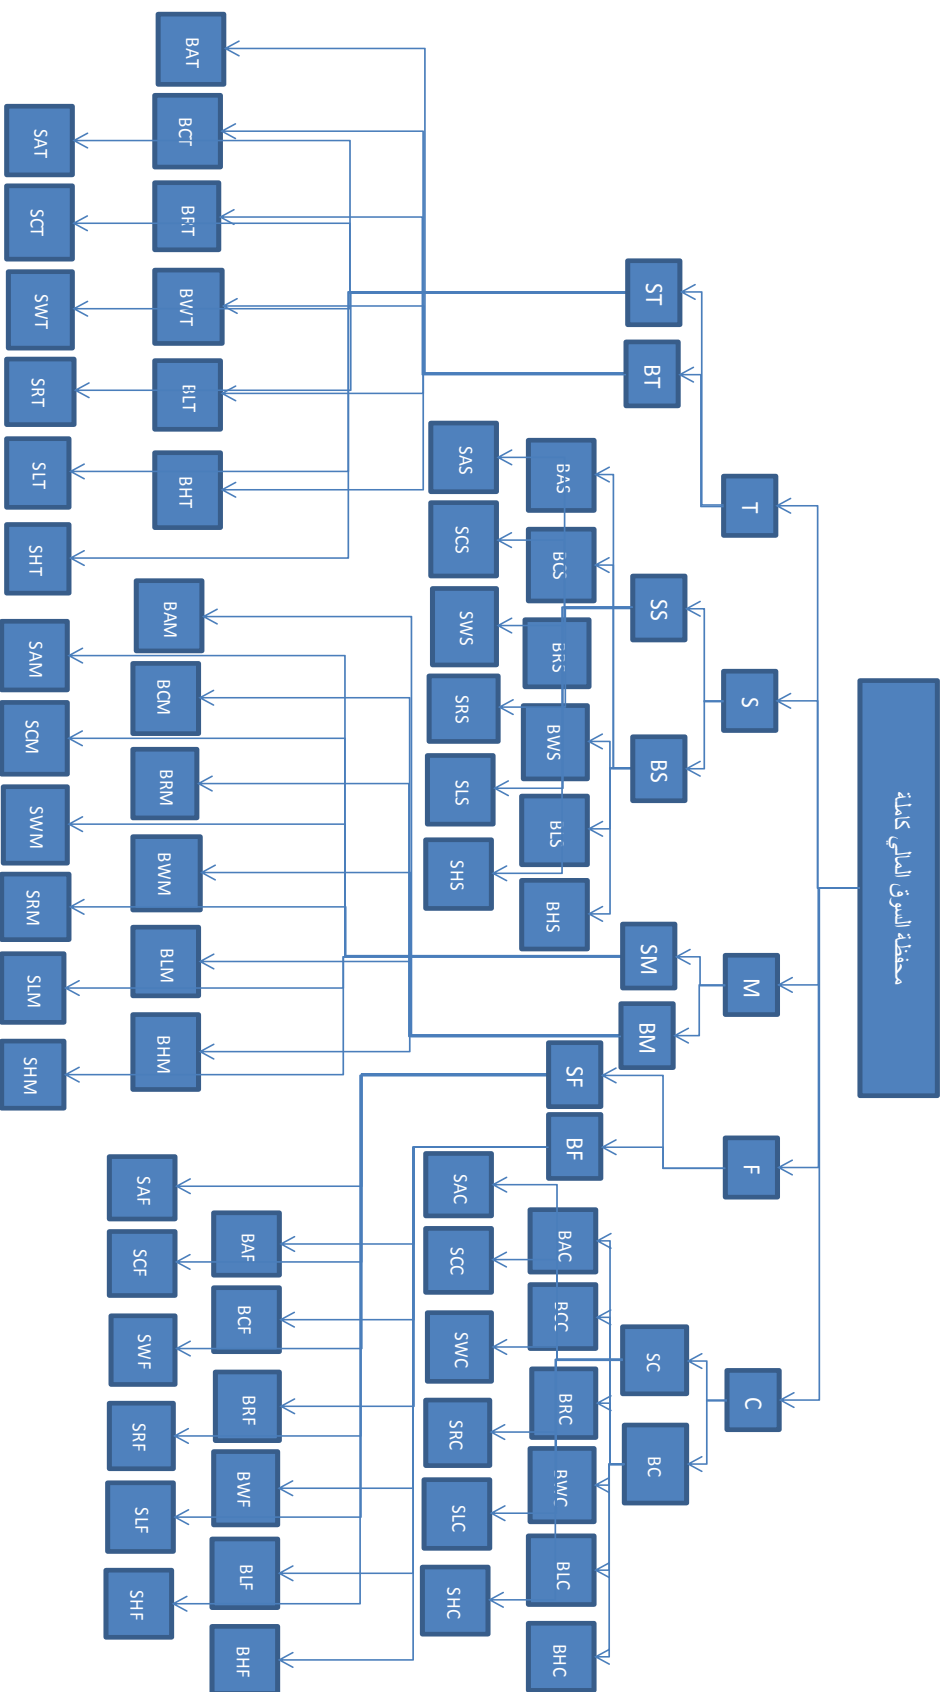 محفظة السوق المالي كاملة
T
S
M
F
C
ST
BT
SS
BS
SM
BM
SF
BF
SC
BC
BAT
BCT
BRT
BWT
BLT
BHT
SAT
SCT
SWT
SRT
SLT
SHT
BAS
BCS
BRS
BWS
BLS
BHS
SAS
SCS
SWS
SRS
SLS
SHS
BAM
BCM
BRM
BWM
BLM
BHM
SAM
SCM
SWM
SRM
SLM
SHM
BAF
BCF
BRF
BWF
BLF
BHF
SAF
SCF
SWF
SRF
SLF
SHF
BAC
BCC
BRC
BWC
BLC
BHC
SAC
SCC
SWC
SRC
SLC
SHC